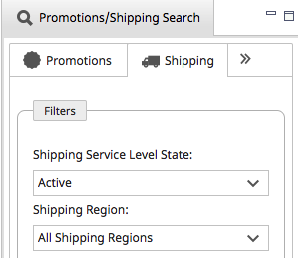 Promotions/Shipping Search
Promotions
Shipping
Filters
Shipping Service Level State:
Active
Shipping Region:
All Shipping Regions